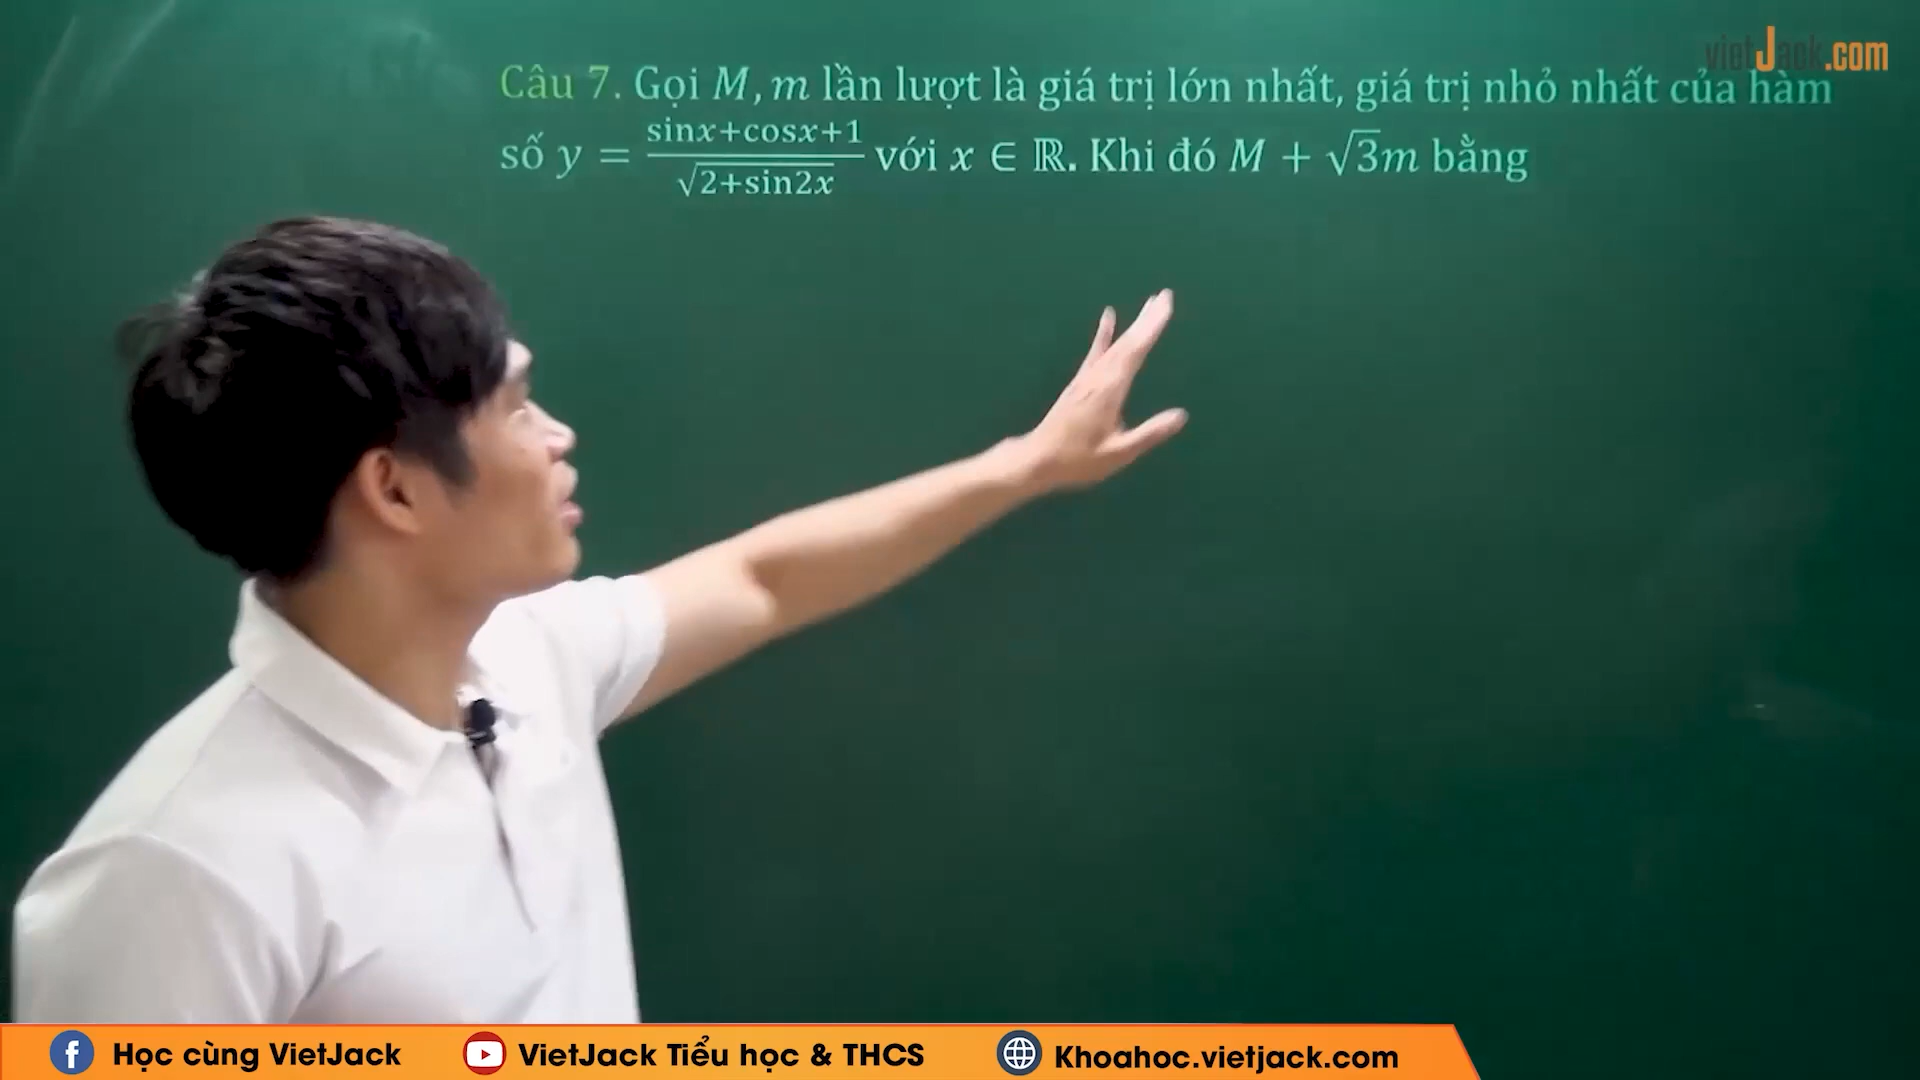 vietJack.com
Câu 7. Gọi M, m lần lượt là giá trị lớn nhất, giá trị nhỏ nhất của hàm
số y = \frac{sinx+cosx+1}{\sqrt{2+sin2x}} với x ∈ ℝ. Khi đó M + √3m bằng
Học cùng VietJack
VietJack Tiểu học & THCS
Khoahoc.vietjack.com